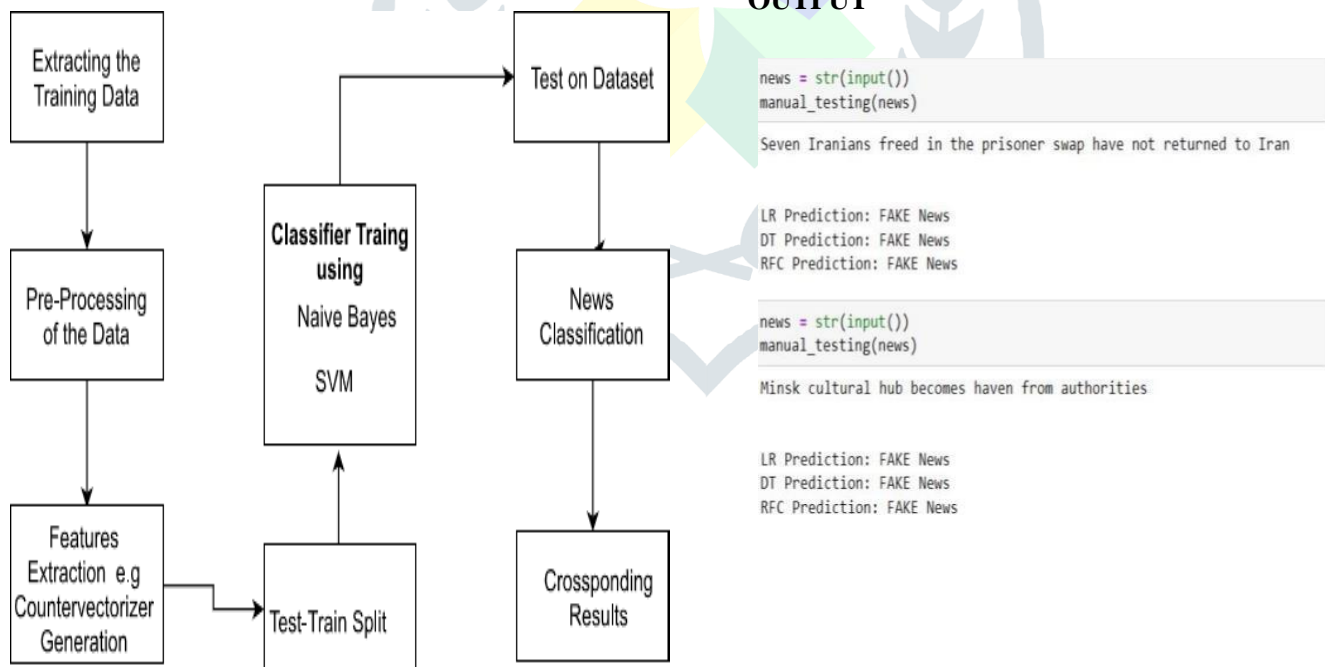 Extracting the
Training Data
Pre-Processing
of the Data
Features
Extraction e.g
Countervectorizer
Generation
Test-Train Split
Classifier Traing
using
Naive Bayes
SVM
Test on Dataset
News
Classification
Crossponding
Results
OUTPUT
news = str(input())
manual_testing(news)
Seven Iranians freed in the prisoner swap have not returned to Iran
LR Prediction: FAKE News
DT Prediction: FAKE News
RFC Prediction: FAKE News
news = str(input())
manual_testing(news)
Minsk cultural hub becomes haven from authorities
LR Prediction: FAKE News
DT Prediction: FAKE News
RFC Prediction: FAKE News